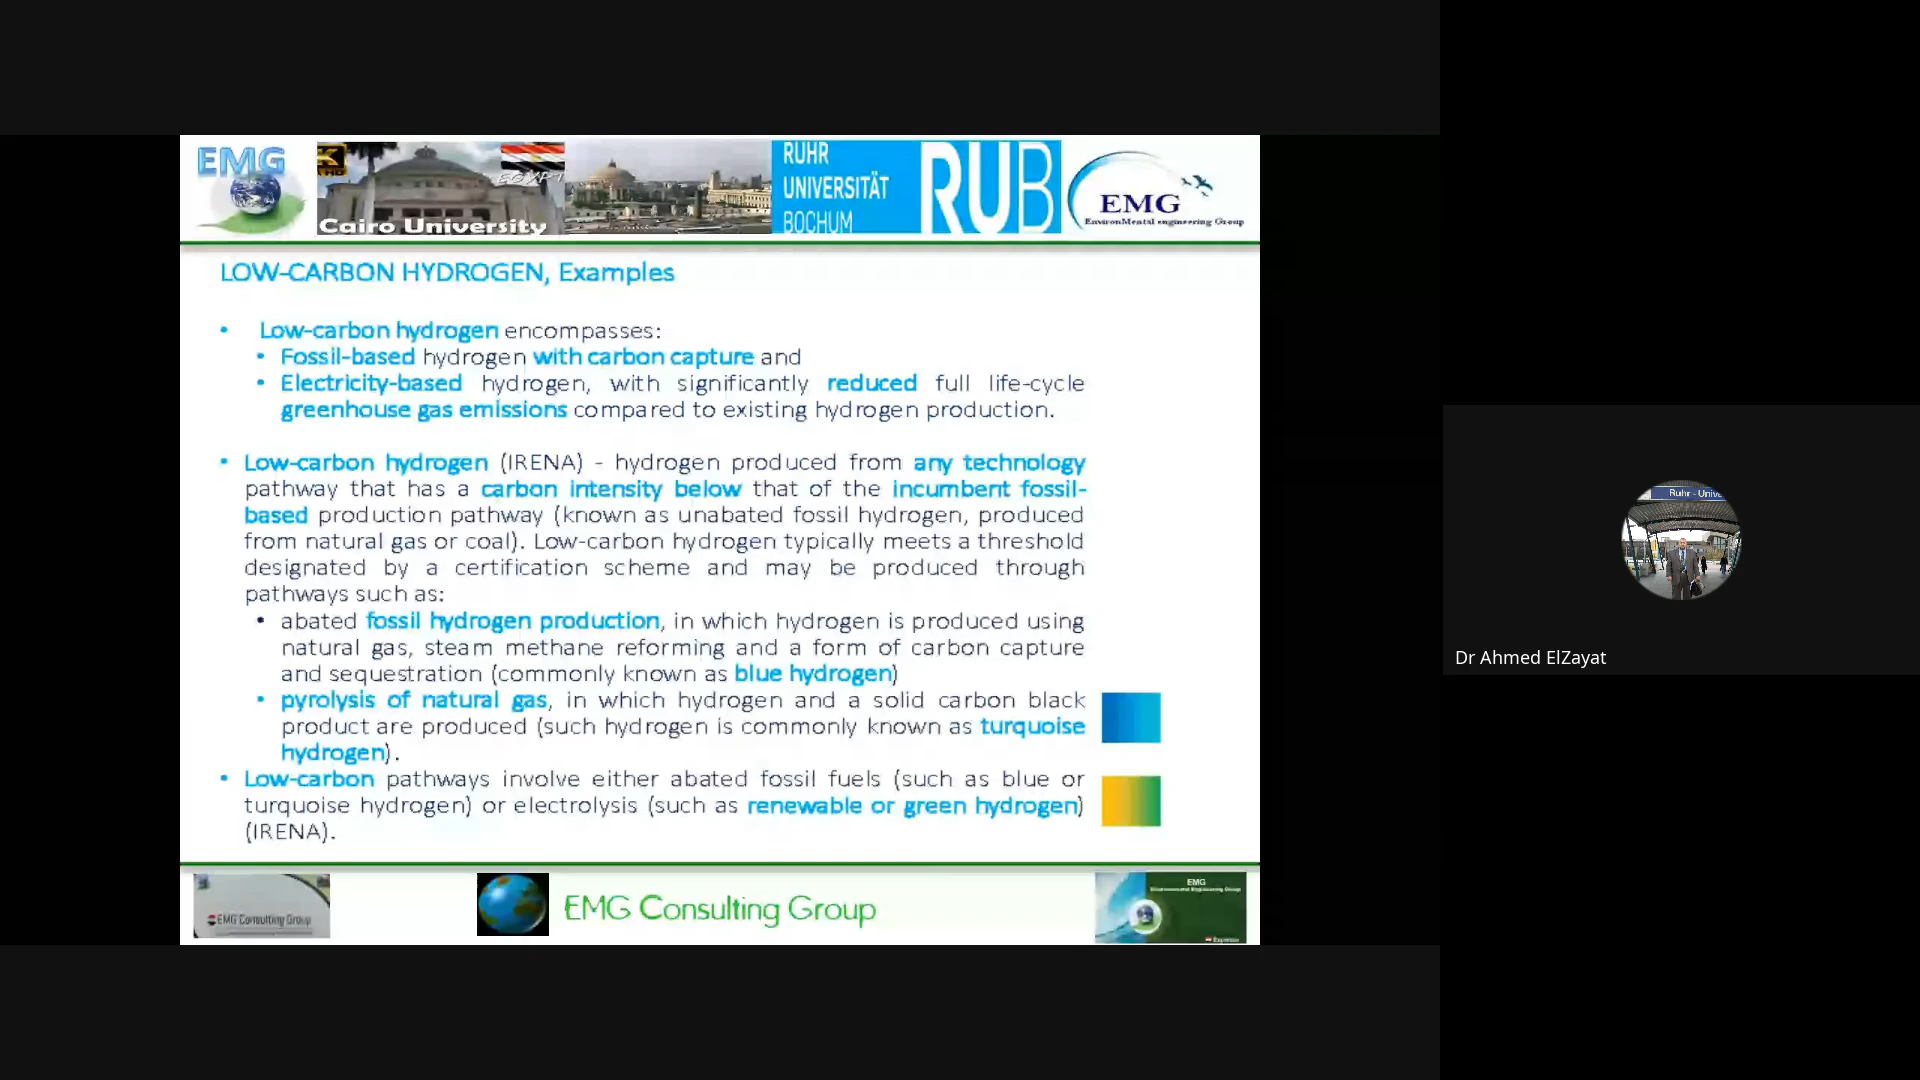 EMG
K
HD
EGYPT
Cairo University
RUHR
UNIVERSITÄT
BOCHUM
RUB
EMG
EnvironMental engineering Group
LOW-CARBON HYDROGEN, Examples
• Low-carbon hydrogen encompasses:
• Fossil-based hydrogen with carbon capture and
• Electricity-based hydrogen, with significantly reduced full life-cycle
greenhouse gas emissions compared to existing hydrogen production.
• Low-carbon hydrogen (IRENA) - hydrogen produced from any technology
pathway that has a carbon intensity below that of the incumbent fossil-
based production pathway (known as unabated fossil hydrogen, produced
from natural gas or coal). Low-carbon hydrogen typically meets a threshold
designated by a certification scheme and may be produced through
pathways such as:
• abated fossil hydrogen production, in which hydrogen is produced using
natural gas, steam methane reforming and a form of carbon capture
and sequestration (commonly known as blue hydrogen)
• pyrolysis of natural gas, in which hydrogen and a solid carbon black
product are produced (such hydrogen is commonly known as turquoise
hydrogen).
• Low-carbon pathways involve either abated fossil fuels (such as blue or
turquoise hydrogen) or electrolysis (such as renewable or green hydrogen)
(IRENA).
EMG Consulting Group
EMG Consulting Group
EMG
Environmental Engineering Group
Ruhr - Unive
Dr Ahmed ElZayat